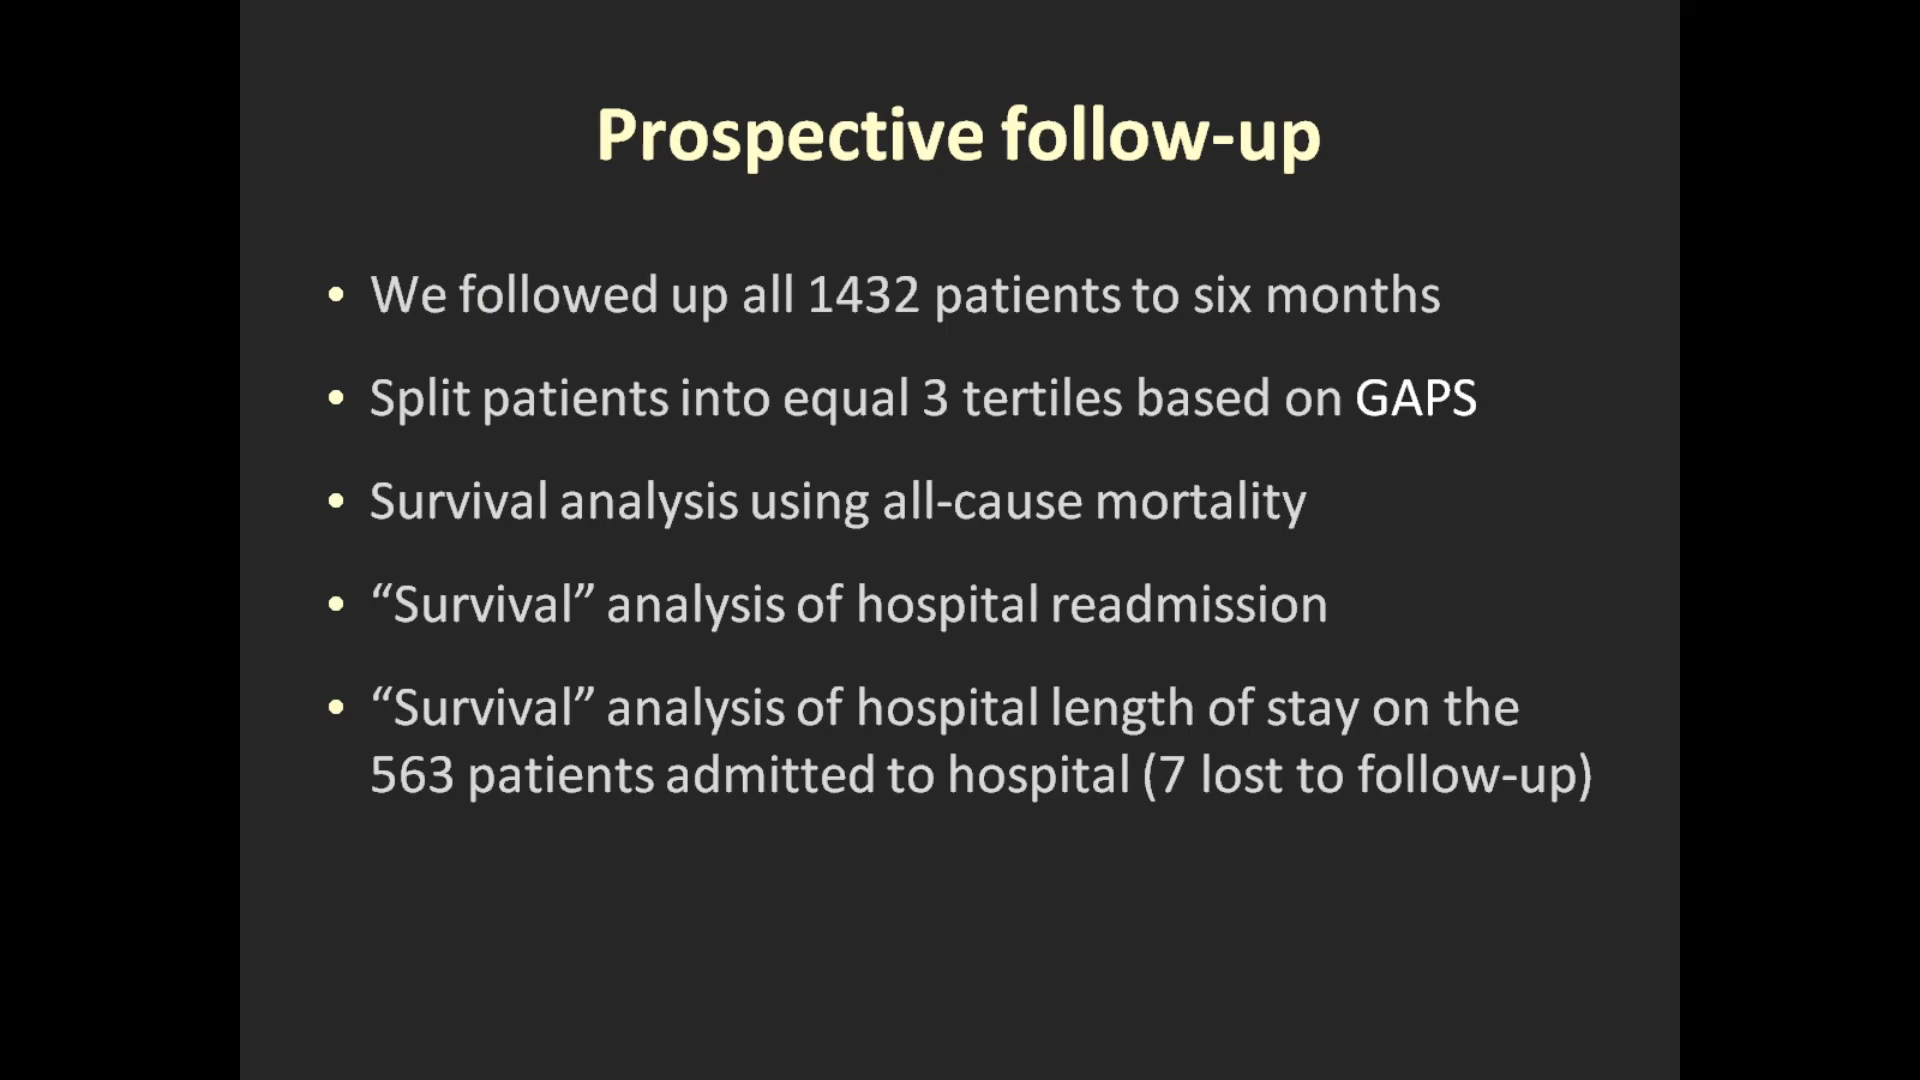 Prospective follow-up
• We followed up all 1432 patients to six months
• Split patients into equal 3 tertiles based on GAPS
• Survival analysis using all-cause mortality
• “Survival” analysis of hospital readmission
• “Survival” analysis of hospital length of stay on the
563 patients admitted to hospital (7 lost to follow-up)